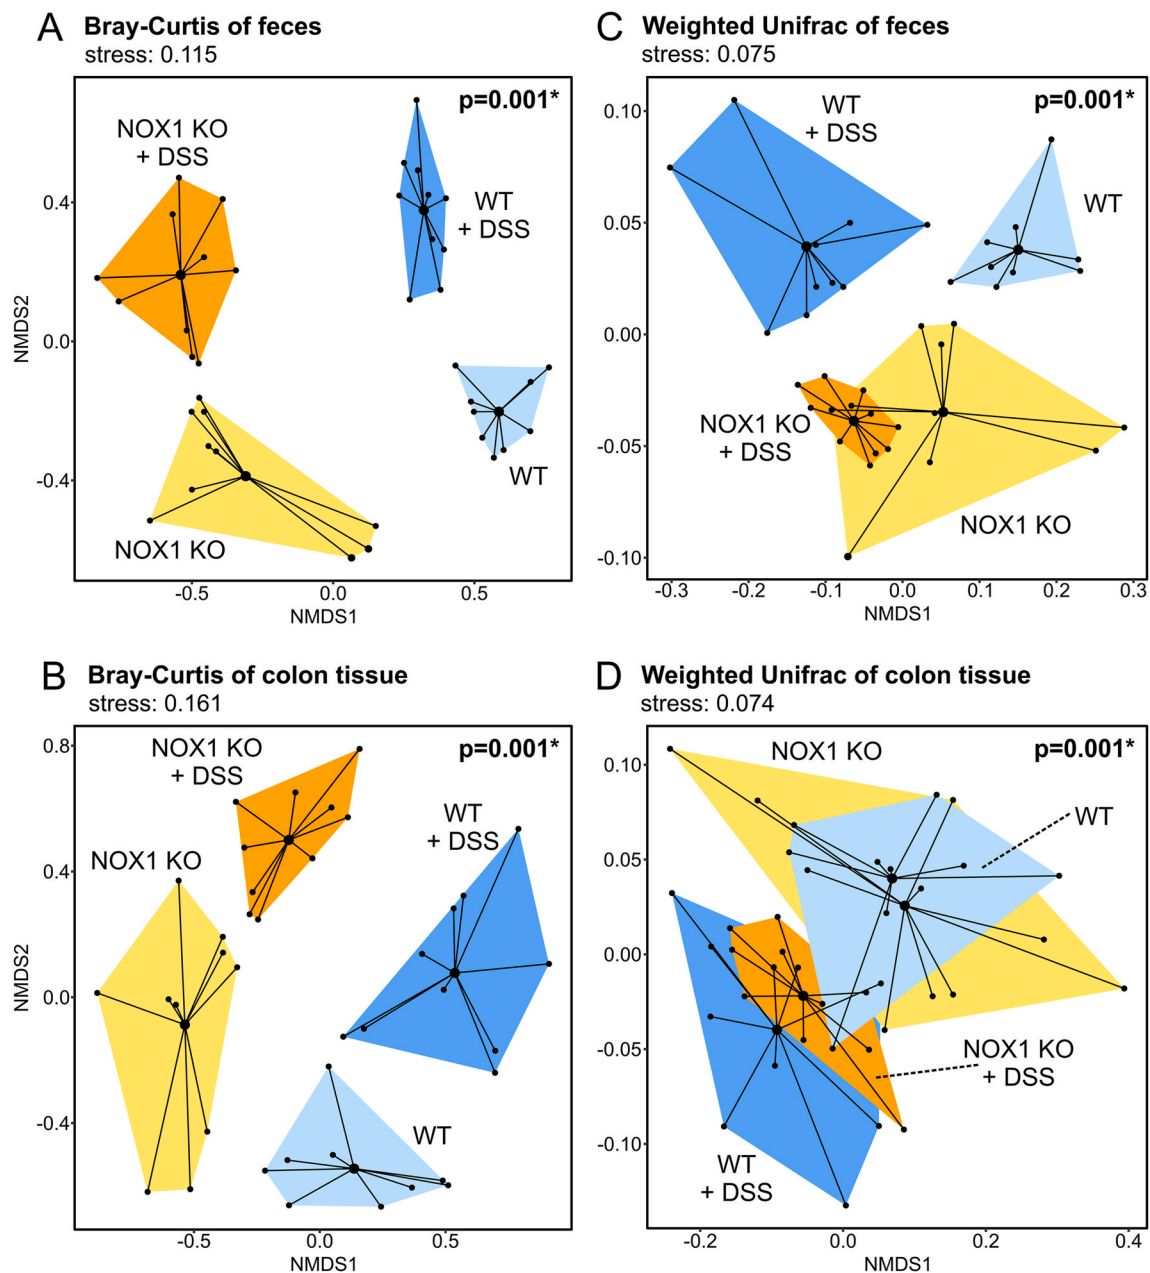 A Bray-Curtis of feces
stress: 0.115
p=0.001*
NOX1 KO
+ DSS
WT
+ DSS
WT
NOX1 KO
NMDS2
0.4
0.0
-0.4
-0.5 0.0 0.5
NMDS1
C Weighted Unifrac of feces
stress: 0.075
p=0.001*
WT
+ DSS
WT
NOX1 KO
+ DSS
NOX1 KO
0.10
0.05
0.00
-0.05
-0.10
-0.3 -0.2 -0.1 0.0 0.1 0.2 0.3
NMDS1
B Bray-Curtis of colon tissue
stress: 0.161
p=0.001*
NOX1 KO
+ DSS
WT
+ DSS
NOX1 KO
WT
NMDS2
0.8
0.4
0.0
-0.4
-0.5 0.0 0.5
NMDS1
D Weighted Unifrac of colon tissue
stress: 0.074
p=0.001*
NOX1 KO
WT
NOX1 KO
+ DSS
WT
+ DSS
0.10
0.05
0.00
-0.05
-0.10
-0.2 0.0 0.2 0.4
NMDS1